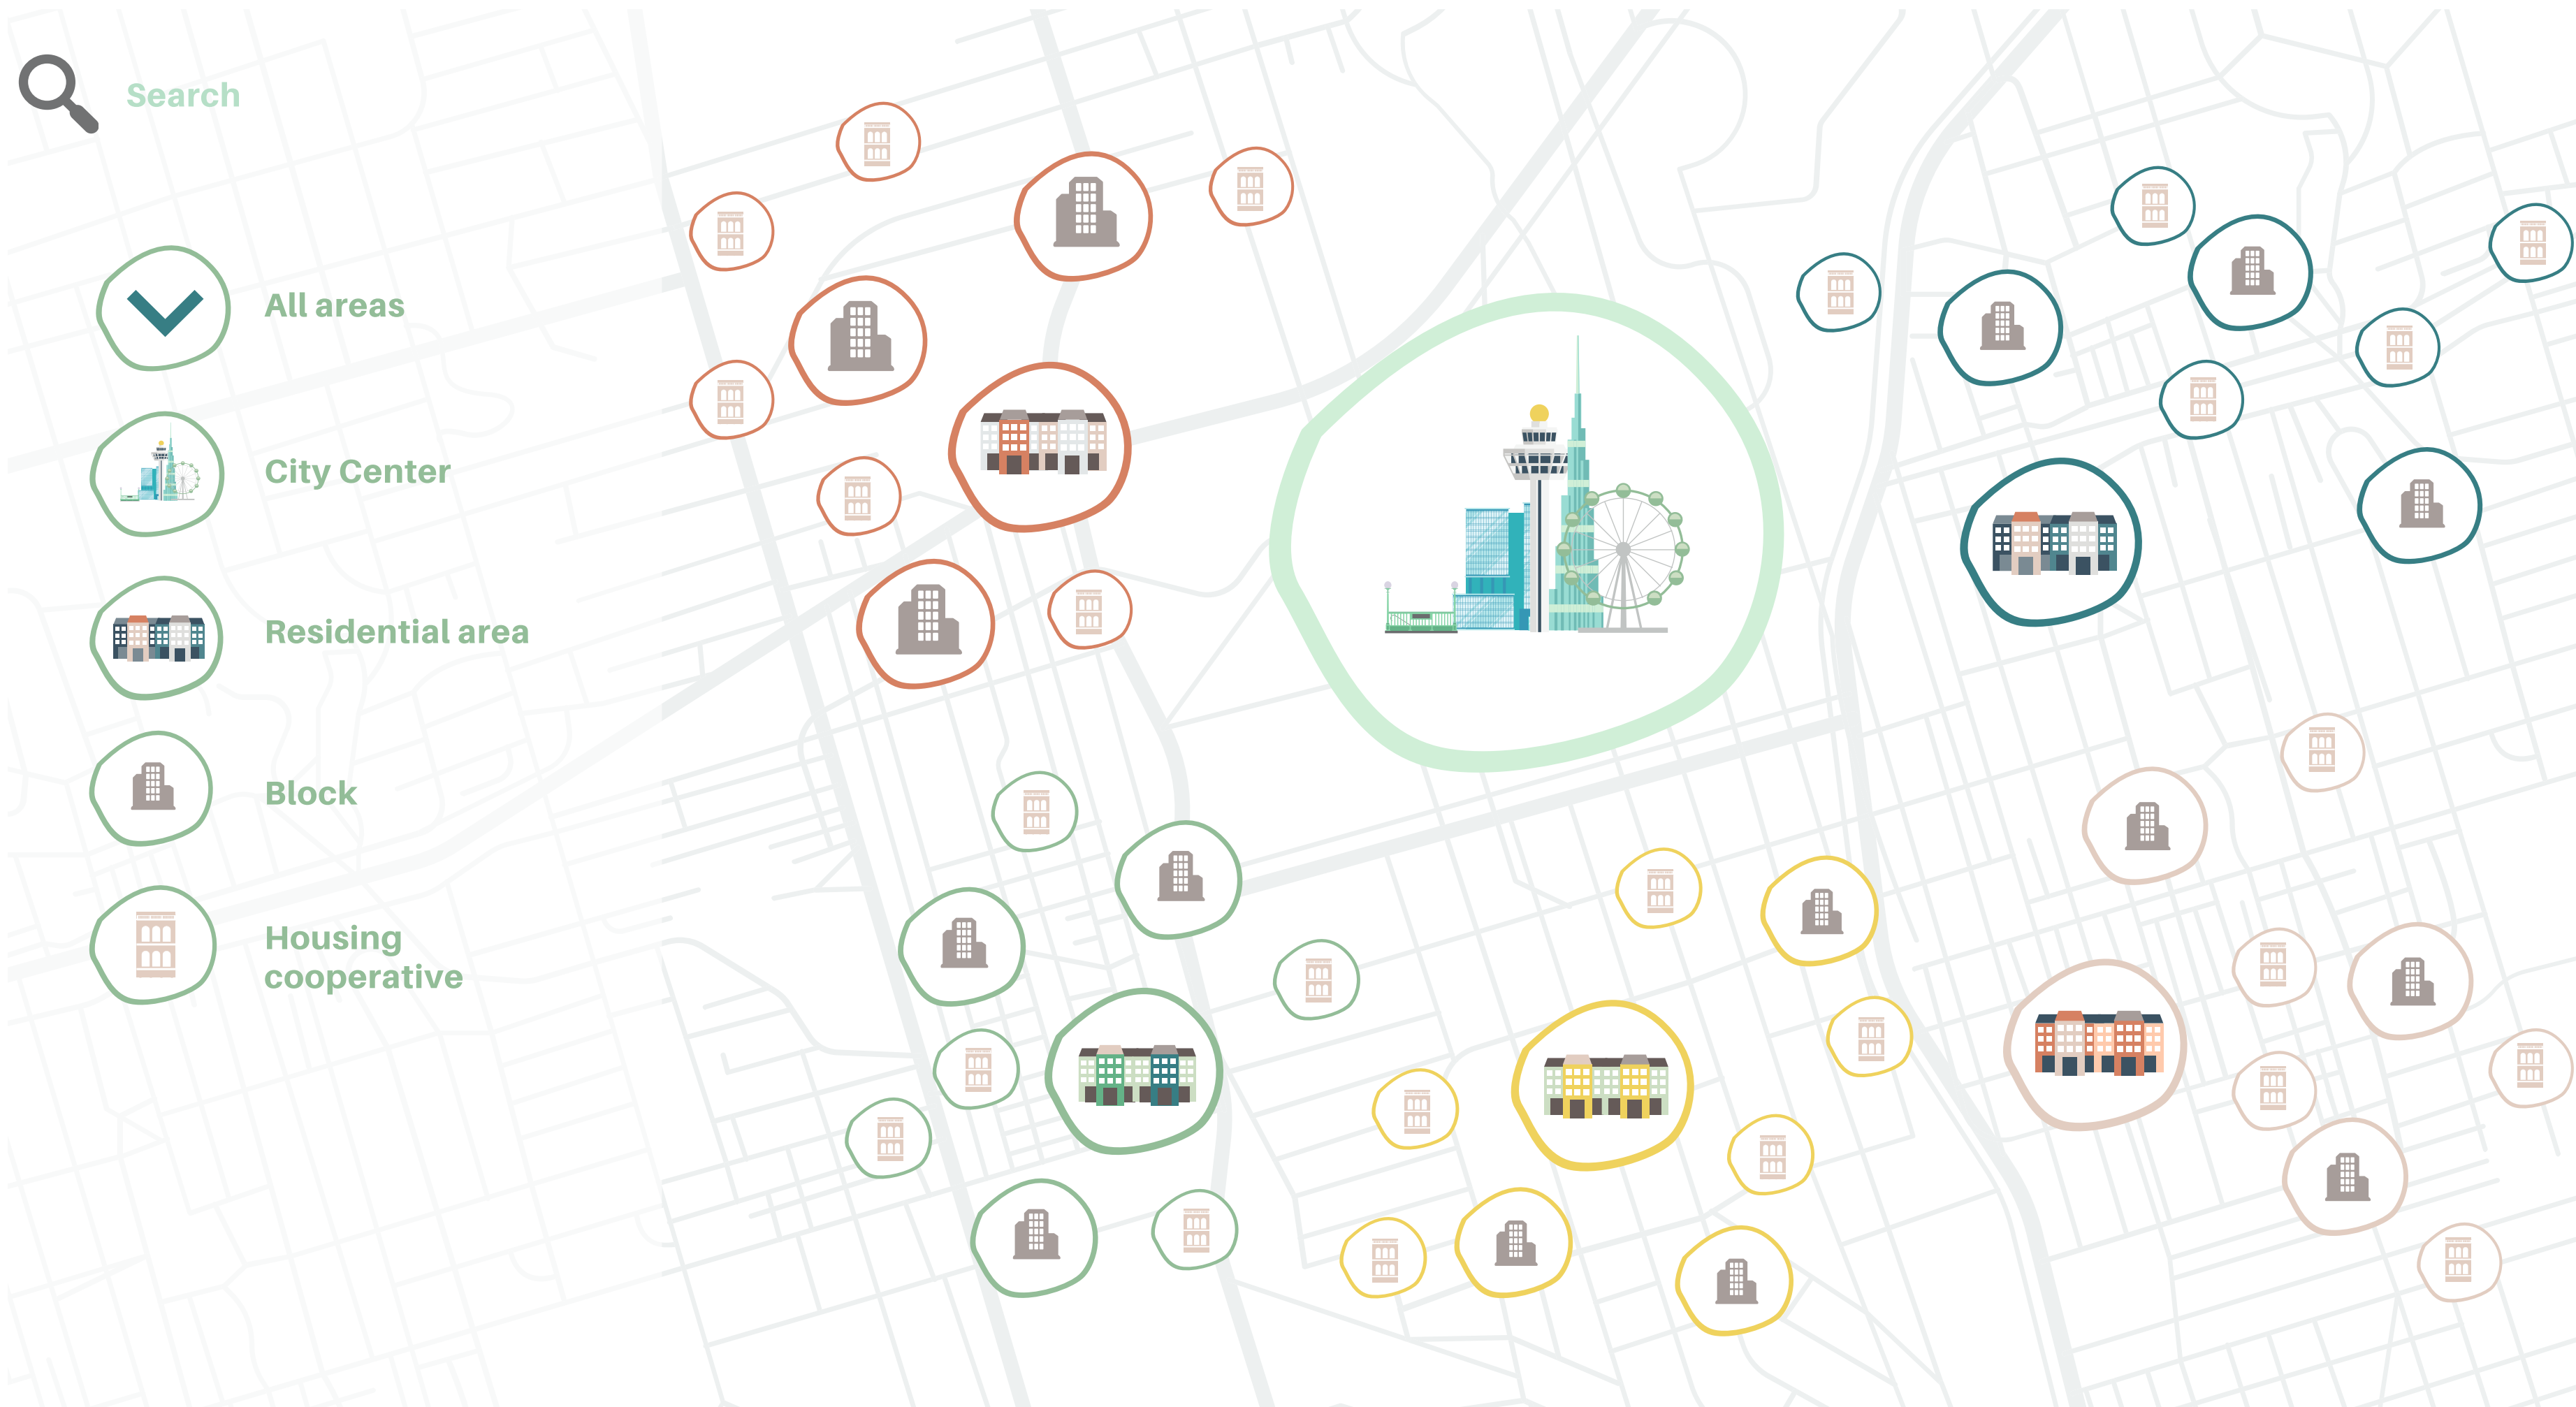 Search
All areas
City Center
Residential area
Block
Housing
cooperative